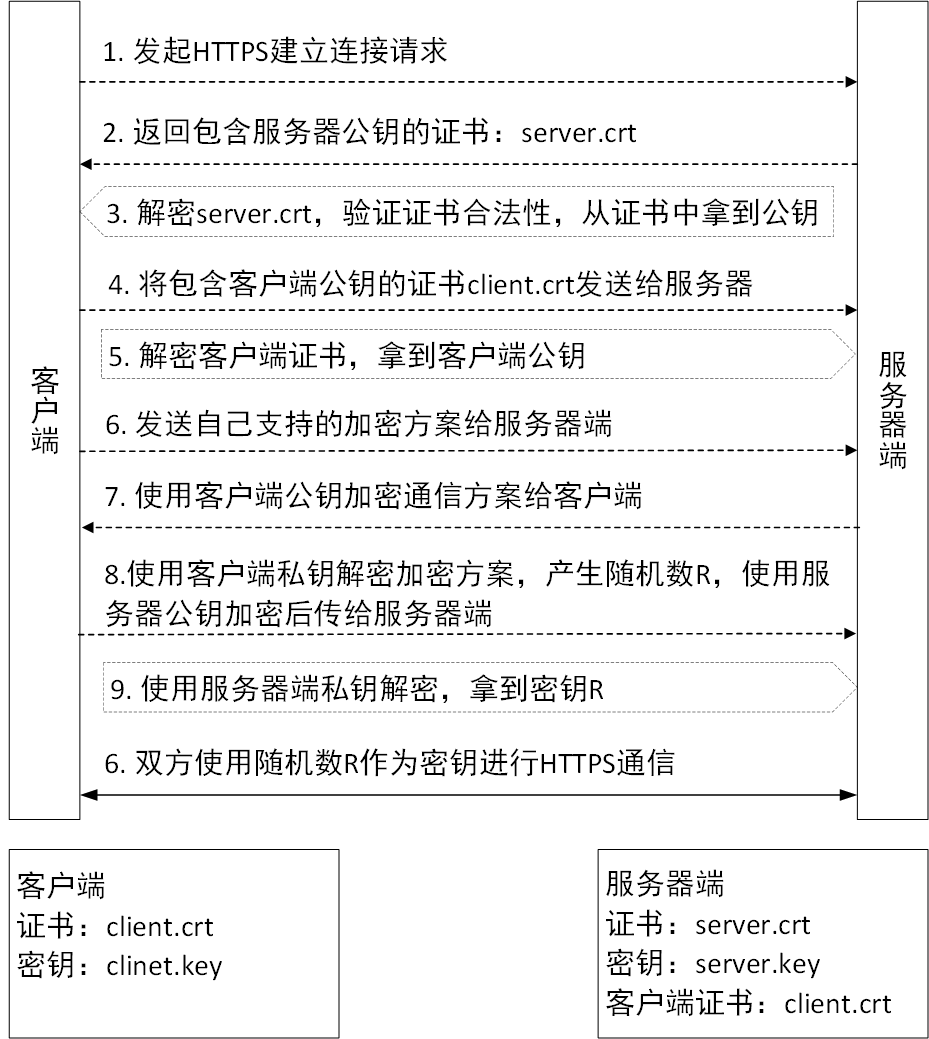 1. 发起HTTPS建立连接请求
2. 返回包含服务器公钥的证书：server.crt
3. 解密server.crt，验证证书合法性，从证书中拿到公钥
4. 将包含客户端公钥的证书client.crt发送给服务器
5. 解密客户端证书，拿到客户端公钥
客户端
服务器端
6. 发送自己支持的加密方案给服务器端
7. 使用客户端公钥加密通信方案给客户端
8.使用客户端私钥解密加密方案，产生随机数R，使用服
务器公钥加密后传给服务器端
9. 使用服务器端私钥解密，拿到密钥R
6. 双方使用随机数R作为密钥进行HTTPS通信
客户端
证书：client.crt
密钥：clinet.key
服务器端
证书：server.crt
密钥：server.key
客户端证书：client.crt